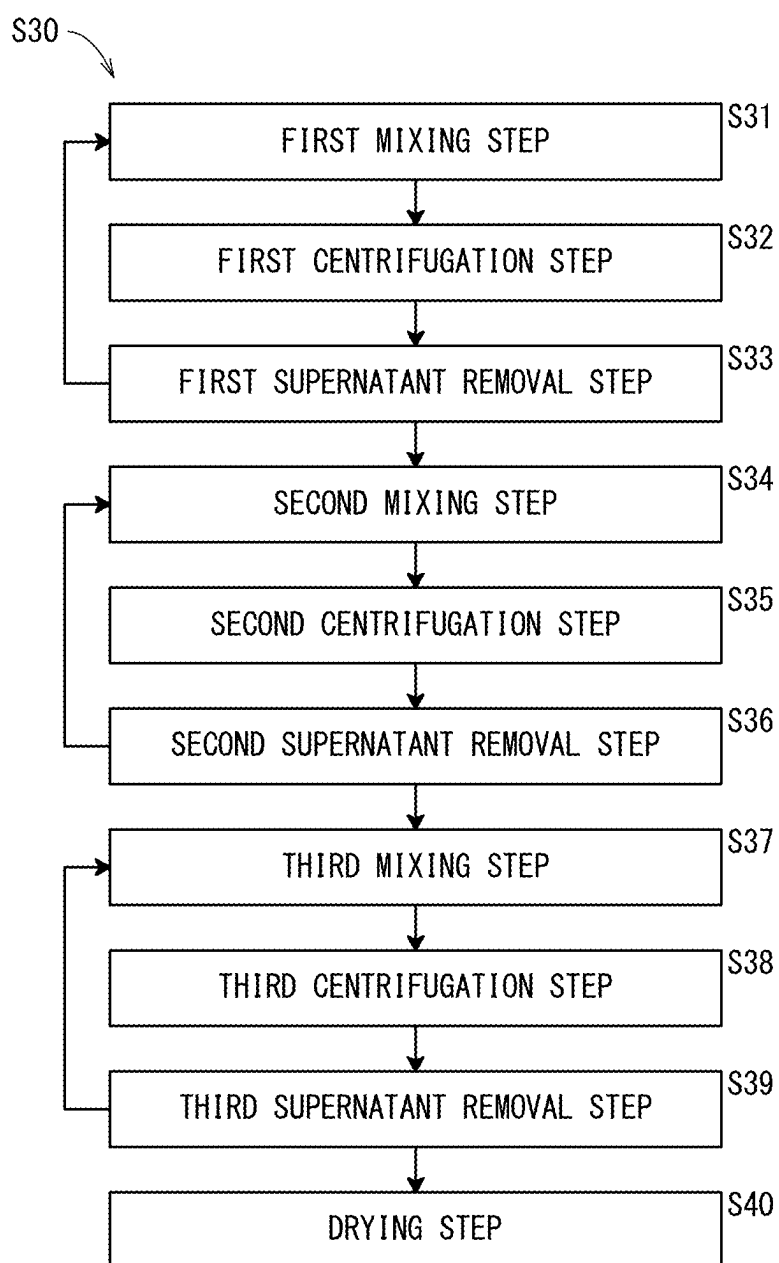 S30
S31
FIRST MIXING STEP
S32
FIRST CENTRIFUGATION STEP
S33
FIRST SUPERNATANT REMOVAL STEP
S34
SECOND MIXING STEP
S35
SECOND CENTRIFUGATION STEP
S36
SECOND SUPERNATANT REMOVAL STEP
S37
THIRD MIXING STEP
S38
THIRD CENTRIFUGATION STEP
S39
THIRD SUPERNATANT REMOVAL STEP
S40
DRYING STEP